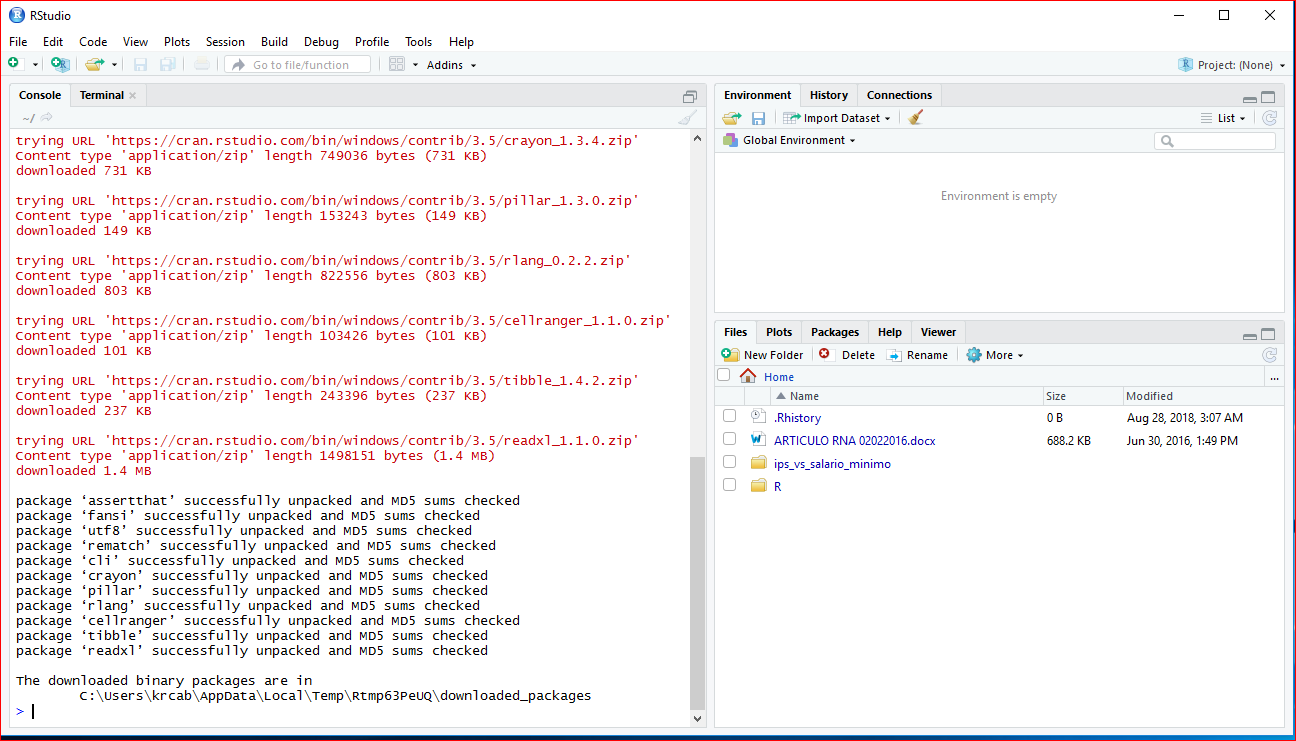 RStudio
File Edit Code View Plots Session Build Debug Profile Tools Help
Go to file/function Addins Project: (None)
Console Terminal
~/
trying URL 'https://cran.rstudio.com/bin/windows/contrib/3.5/crayon_1.3.4.zip'
Content type 'application/zip' length 749036 bytes (731 KB)
downloaded 731 KB
trying URL 'https://cran.rstudio.com/bin/windows/contrib/3.5/pillar_1.3.0.zip'
Content type 'application/zip' length 153243 bytes (149 KB)
downloaded 149 KB
trying URL 'https://cran.rstudio.com/bin/windows/contrib/3.5/rlang_0.2.2.zip'
Content type 'application/zip' length 822556 bytes (803 KB)
downloaded 803 KB
trying URL 'https://cran.rstudio.com/bin/windows/contrib/3.5/cellranger_1.1.0.zip'
Content type 'application/zip' length 103426 bytes (101 KB)
downloaded 101 KB
trying URL 'https://cran.rstudio.com/bin/windows/contrib/3.5/tibble_1.4.2.zip'
Content type 'application/zip' length 243396 bytes (237 KB)
downloaded 237 KB
trying URL 'https://cran.rstudio.com/bin/windows/contrib/3.5/readxl_1.1.0.zip'
Content type 'application/zip' length 1498151 bytes (1.4 MB)
downloaded 1.4 MB
package ‘assertthat’ successfully unpacked and MD5 sums checked
package ‘fansi’ successfully unpacked and MD5 sums checked
package ‘utf8’ successfully unpacked and MD5 sums checked
package ‘rematch’ successfully unpacked and MD5 sums checked
package ‘cli’ successfully unpacked and MD5 sums checked
package ‘crayon’ successfully unpacked and MD5 sums checked
package ‘pillar’ successfully unpacked and MD5 sums checked
package ‘rlang’ successfully unpacked and MD5 sums checked
package ‘cellranger’ successfully unpacked and MD5 sums checked
package ‘tibble’ successfully unpacked and MD5 sums checked
package ‘readxl’ successfully unpacked and MD5 sums checked
The downloaded binary packages are in
C:\Users\krcab\AppData\Local\Temp\Rtmp63PeUQ\downloaded_packages
>
Environment History Connections
Import Dataset List
Global Environment
Environment is empty
Files Plots Packages Help Viewer
New Folder Delete Rename More
Home ...
Name Size Modified
.Rhistory 0 B Aug 28, 2018, 3:07 AM
ARTICULO RNA 02022016.docx 688.2 KB Jun 30, 2016, 1:49 PM
ips_vs_salario_minimo
R